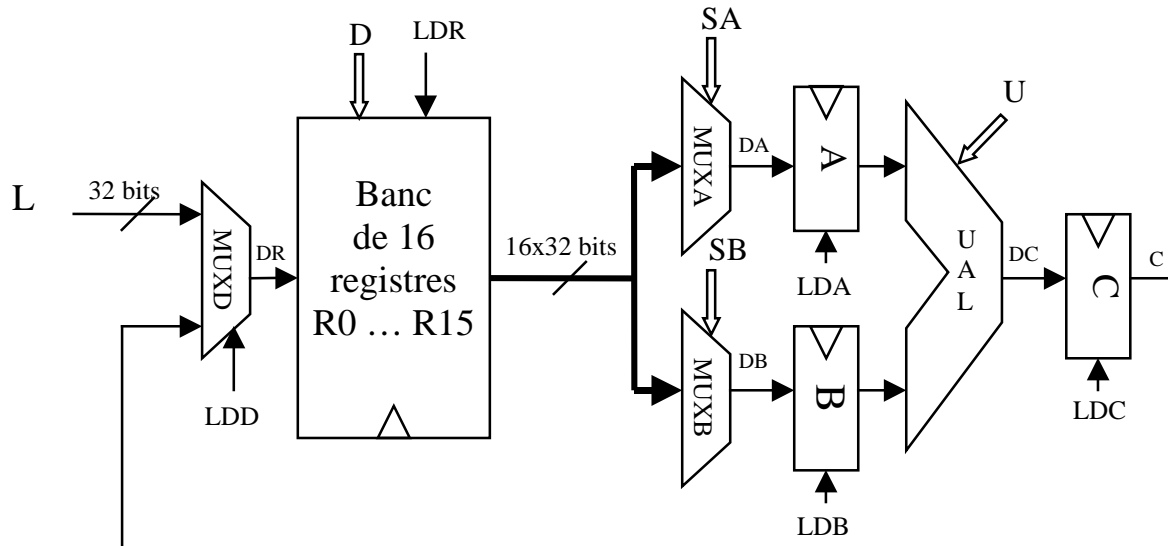 D
LDR
SA
U
L
32 bits
MUXD
DR
LDD
Banc
de 16
registres
R0 … R15
16x32 bits
MUXA
DA
A
LDA
SB
MUXB
DB
B
LDB
U
A
L
DC
C
C
LDC